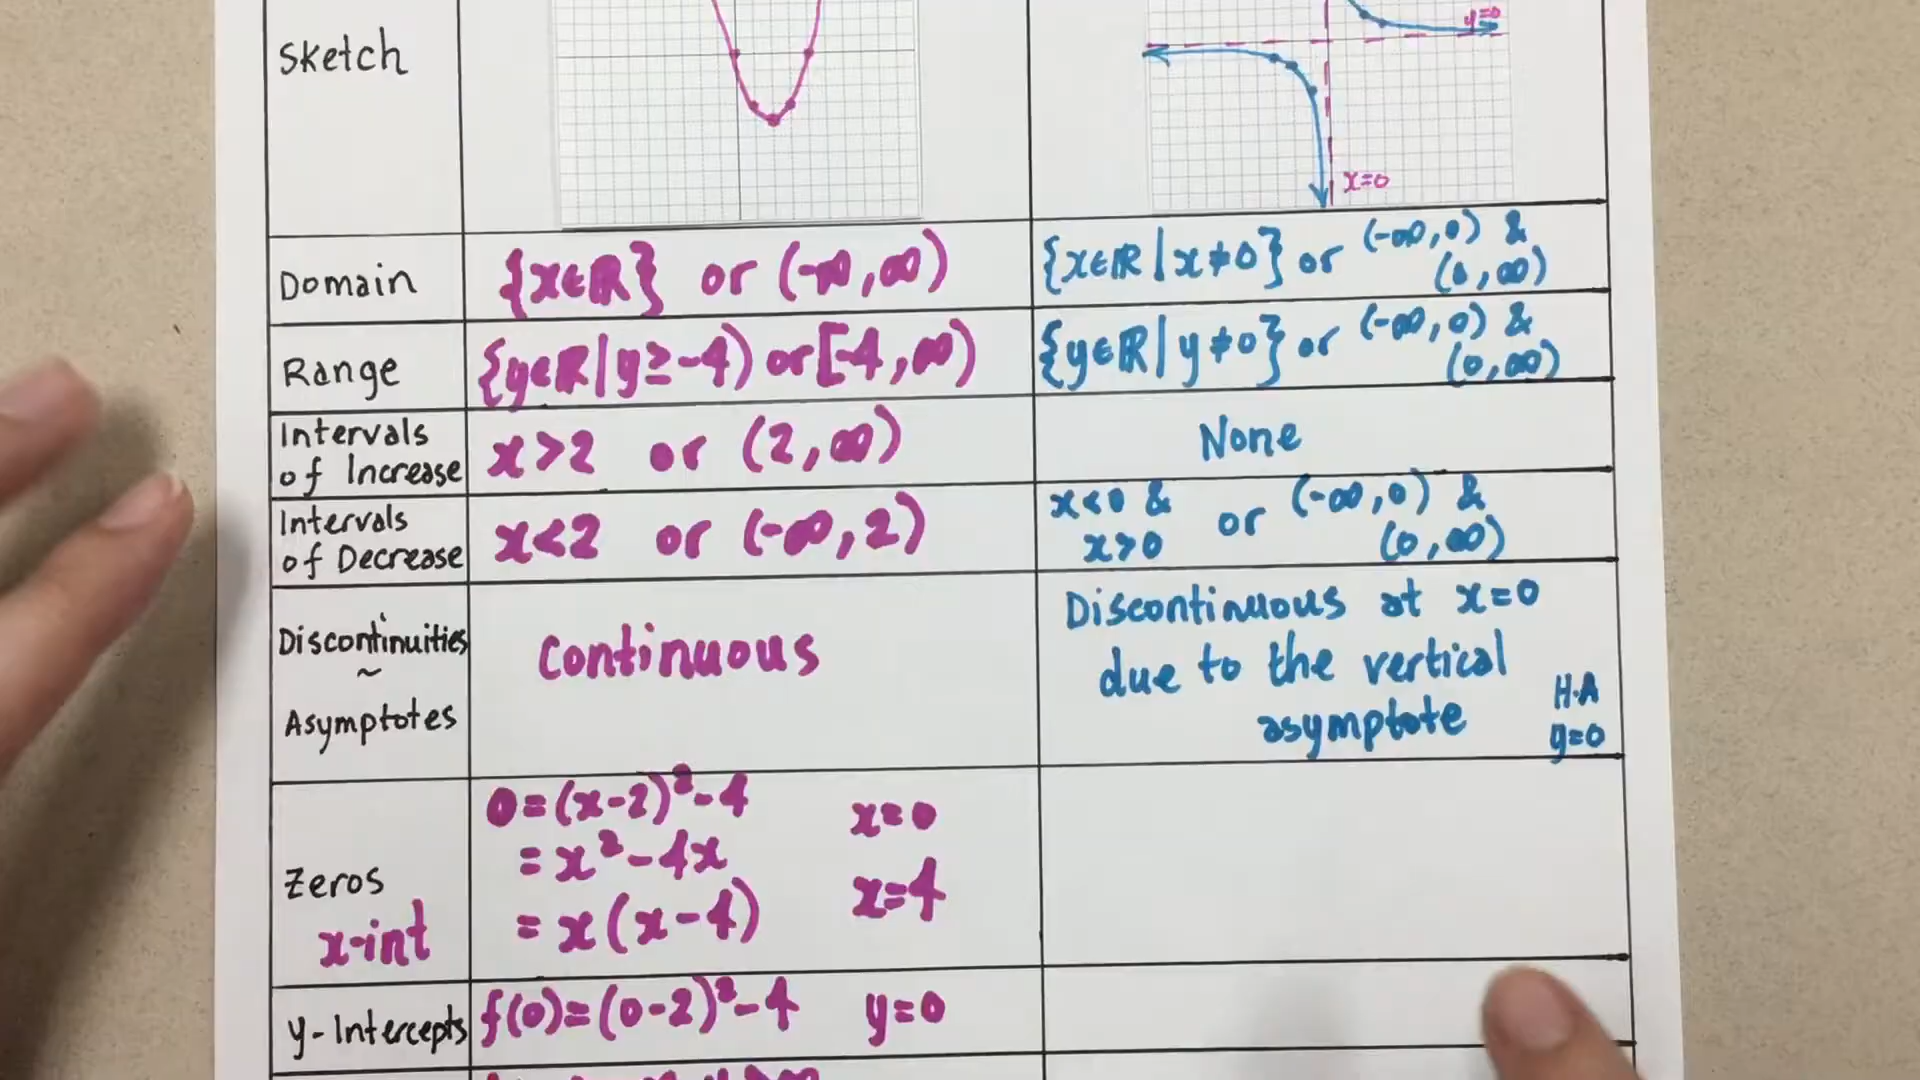 Sketch
y=0
x=0
Domain
{x∈ℝ} or (-∞,∞)
{x∈ℝ|x≠0} or (-∞,0) &
(0,∞)
Range
{y∈ℝ|y≥-4) or [-4,∞)
{y∈ℝ|y≠0} or (-∞,0) &
(0,∞)
Intervals
of Increase
x>2 or (2,∞)
None
Intervals
of Decrease
x<2 or (-∞,2)
x<0 &
x>0
or
(-∞,0) &
(0,∞)
Discontinuities
~
Asymptotes
Continuous
Discontinuous at x=0
due to the vertical
asymptote
H.A
y=0
Zeros
x-int
0=(x-2)²-4
=x²-4x
=x(x-4)
x=0
x=4
y-Intercepts
f(0)=(0-2)²-4
y=0